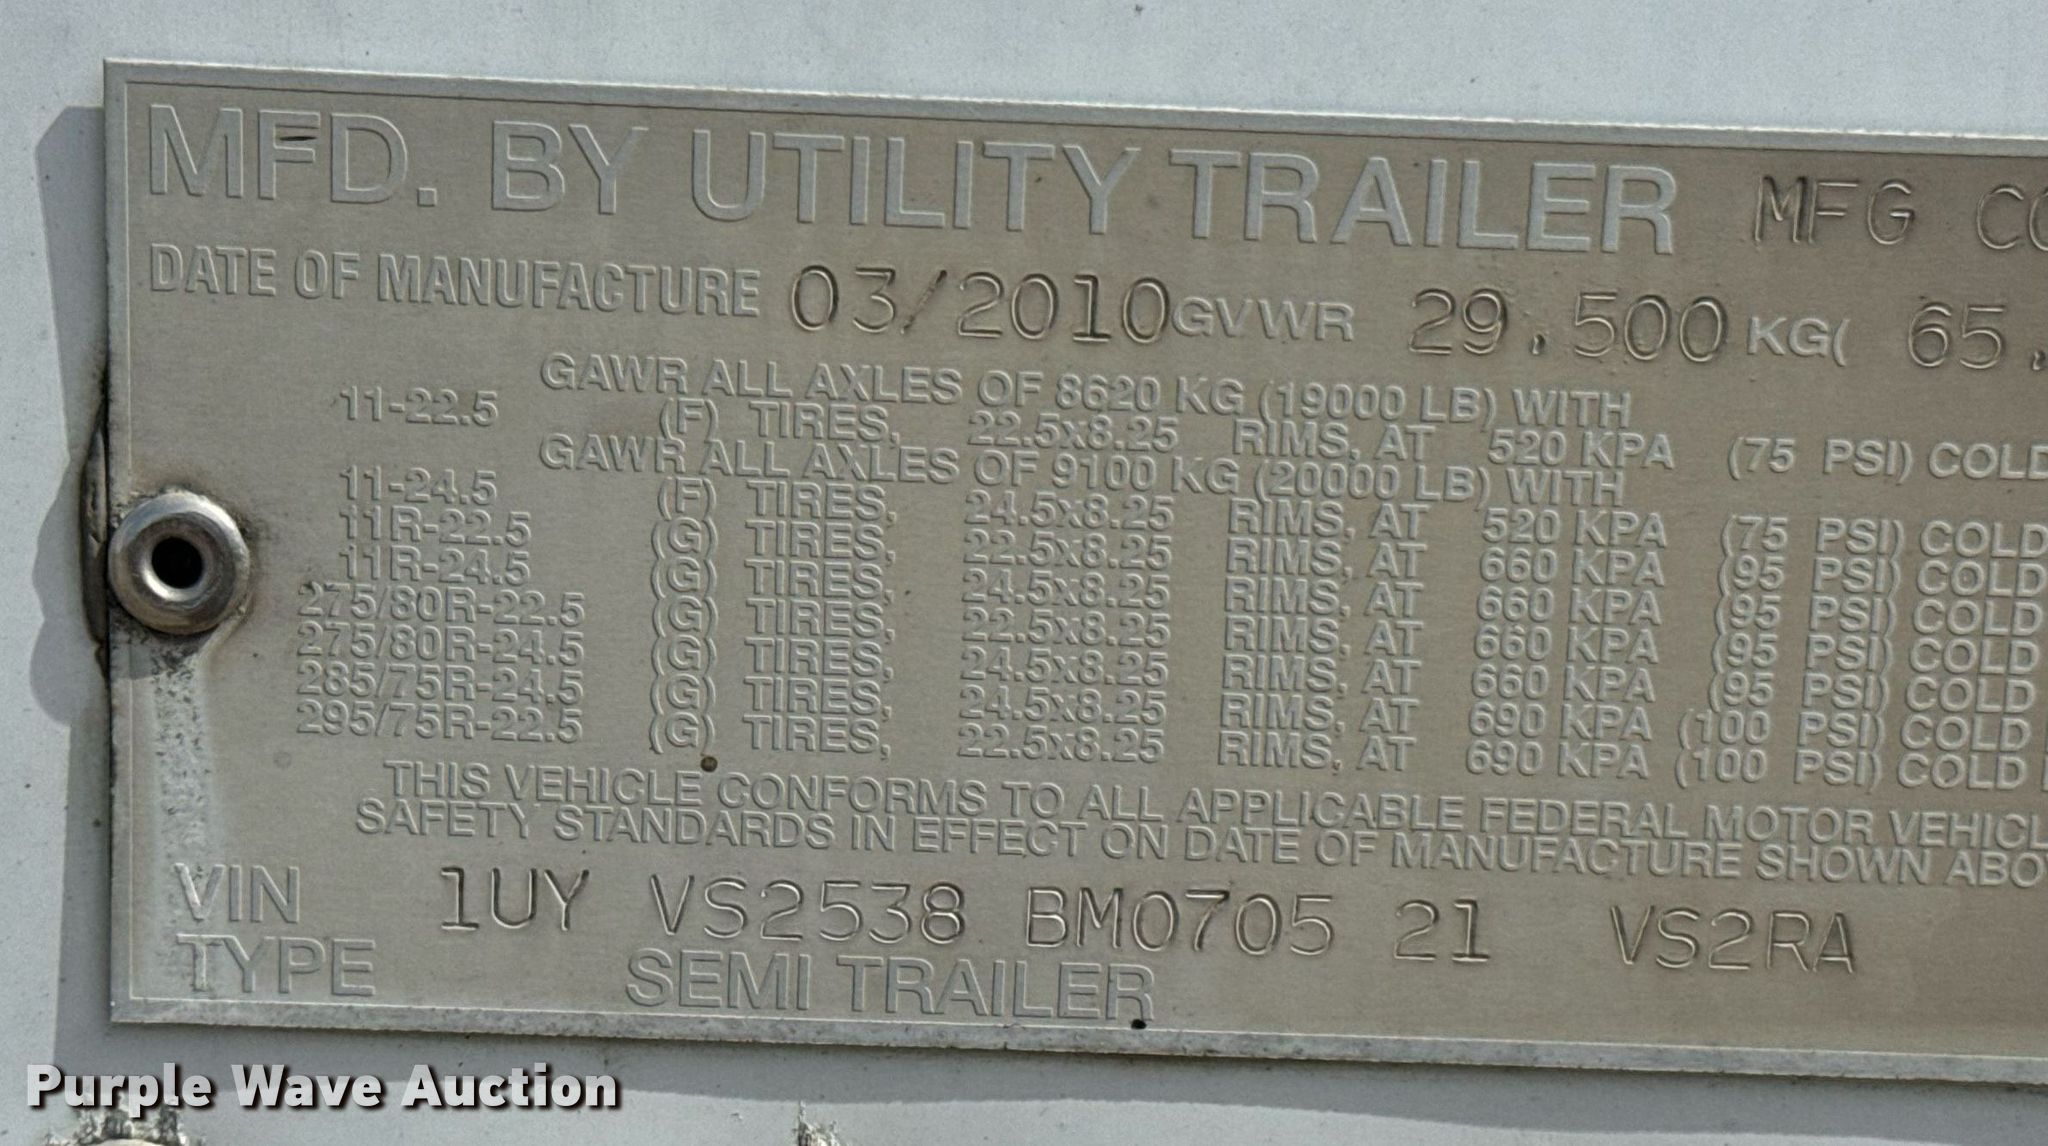 MFD. BY UTILITY TRAILER MFG CO
DATE OF MANUFACTURE 03/2010 GVWR 29,500 KG( 65,
GAWR ALL AXLES OF 8620 KG (19000 LB) WITH
11-22.5 (F) TIRES, 22.5x8.25 RIMS, AT 520 KPA (75 PSI) COLD
GAWR ALL AXLES OF 9100 KG (20000 LB) WITH
11-24.5 (F) TIRES, 24.5x8.25 RIMS, AT 520 KPA (75 PSI) COLD
11R-22.5 (G) TIRES, 22.5x8.25 RIMS, AT 660 KPA (95 PSI) COLD
11R-24.5 (G) TIRES, 24.5x8.25 RIMS, AT 660 KPA (95 PSI) COLD
275/80R-22.5 (G) TIRES, 22.5x8.25 RIMS, AT 660 KPA (95 PSI) COLD
275/80R-24.5 (G) TIRES, 24.5x8.25 RIMS, AT 660 KPA (95 PSI) COLD
285/75R-24.5 (G) TIRES, 24.5x8.25 RIMS, AT 690 KPA (100 PSI) COLD
295/75R-22.5 (G) TIRES, 22.5x8.25 RIMS, AT 690 KPA (100 PSI) COLD
THIS VEHICLE CONFORMS TO ALL APPLICABLE FEDERAL MOTOR VEHICL
SAFETY STANDARDS IN EFFECT ON DATE OF MANUFACTURE SHOWN ABO
VIN 1UY VS2538 BM0705 21 VS2RA
TYPE SEMI TRAILER
Purple Wave Auction